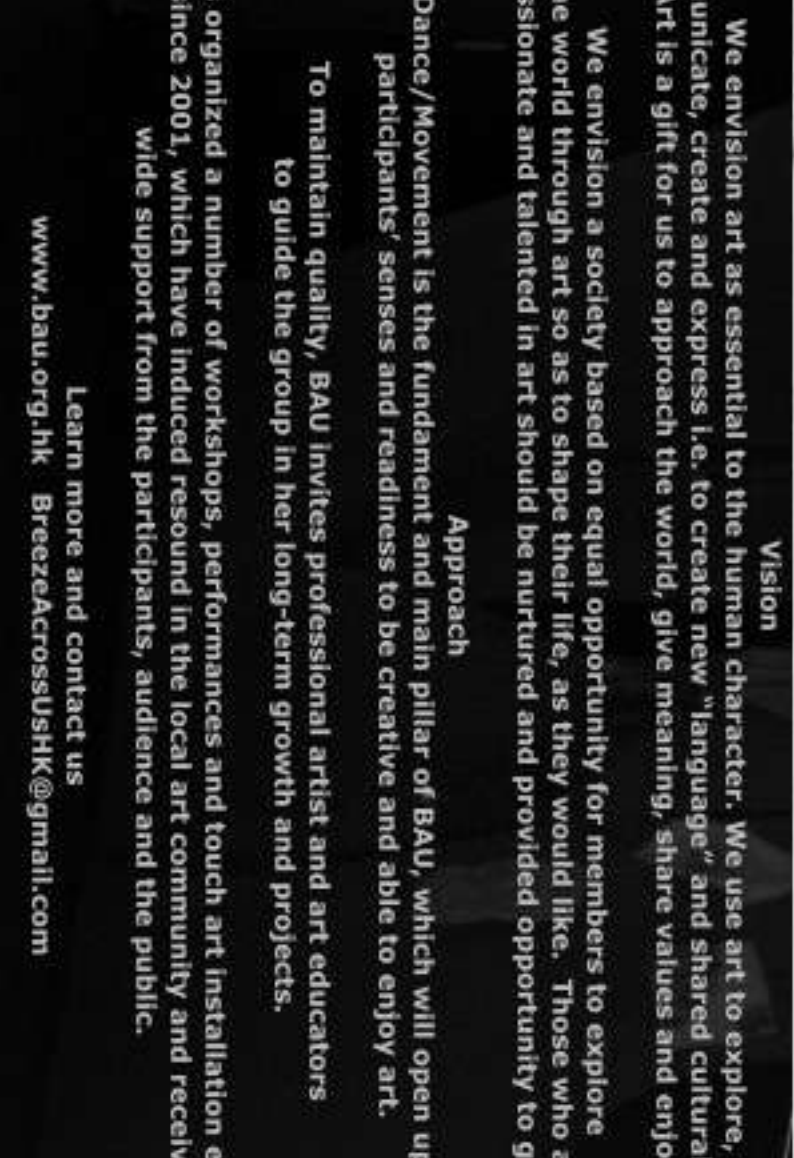 Vision
We envision art as essential to the human character. We use art to explore,
unicate, create and express i.e. to create new "language" and shared cultura
Art is a gift for us to approach the world, give meaning, share values and enjo
We envision a society based on equal opportunity for members to explore
e world through art so as to shape their life, as they would like. Those who a
ssionate and talented in art should be nurtured and provided opportunity to g
Approach
Dance/Movement is the fundament and main pillar of BAU, which will open up
participants' senses and readiness to be creative and able to enjoy art.
To maintain quality, BAU invites professional artist and art educators
to guide the group in her long-term growth and projects.
organized a number of workshops, performances and touch art installation e
since 2001, which have induced resound in the local art community and receiv
wide support from the participants, audience and the public.
Learn more and contact us
www.bau.org.hk BreezeAcrossUsHK@gmail.com